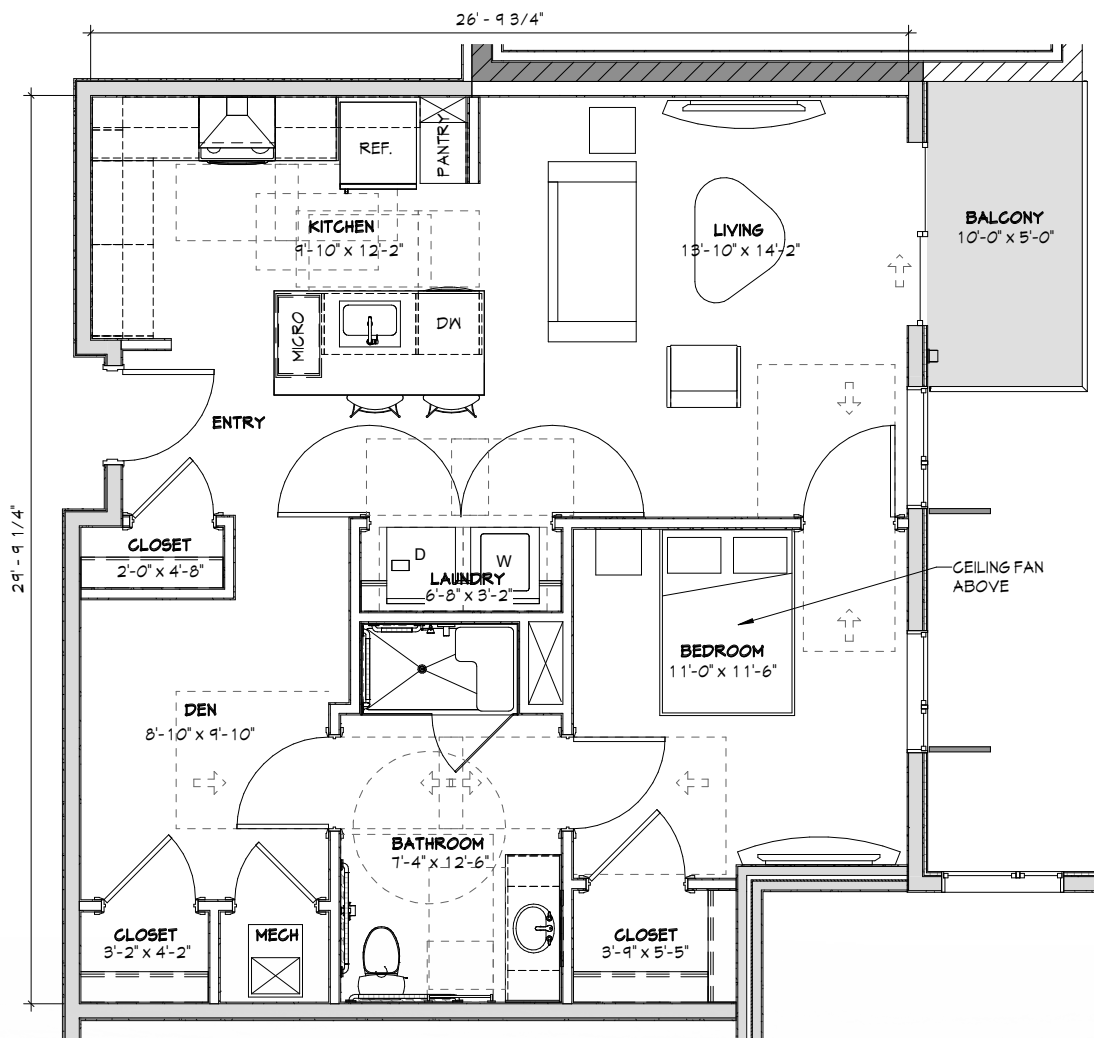 26' - 9 3/4"
29' - 9 1/4"
REF.
PANTRY
KITCHEN
9'-10" x 12'-2"
LIVING
13'-10" x 14'-2"
BALCONY
10'-0" x 5'-0"
MICRO
DW
ENTRY
CLOSET
2'-0" x 4'-8"
D
W
LAUNDRY
6'-8" x 3'-2"
CEILING FAN
ABOVE
BEDROOM
11'-0" x 11'-6"
DEN
8'-10" x 9'-10"
BATHROOM
7'-4" x 12'-6"
CLOSET
3'-2" x 4'-2"
MECH
CLOSET
3'-9" x 5'-5"